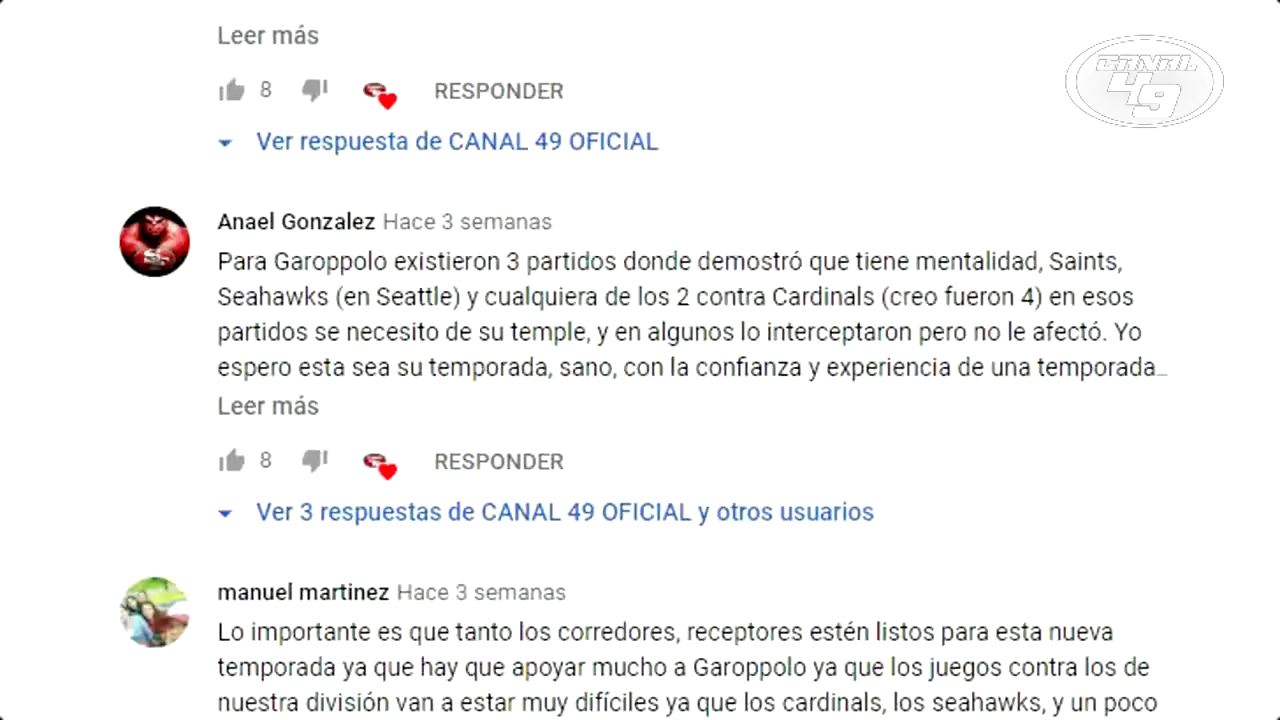 Leer más
8
RESPONDER
Ver respuesta de CANAL 49 OFICIAL
CANAL
49
Anael Gonzalez Hace 3 semanas
Para Garoppolo existieron 3 partidos donde demostró que tiene mentalidad, Saints,
Seahawks (en Seattle) y cualquiera de los 2 contra Cardinals (creo fueron 4) en esos
partidos se necesito de su temple, y en algunos lo interceptaron pero no le afectó. Yo
espero esta sea su temporada, sano, con la confianza y experiencia de una temporada...
Leer más
8
RESPONDER
Ver 3 respuestas de CANAL 49 OFICIAL y otros usuarios
manuel martinez Hace 3 semanas
Lo importante es que tanto los corredores, receptores estén listos para esta nueva
temporada ya que hay que apoyar mucho a Garoppolo ya que los juegos contra los de
nuestra división van a estar muy difíciles ya que los cardinals, los seahawks, y un poco